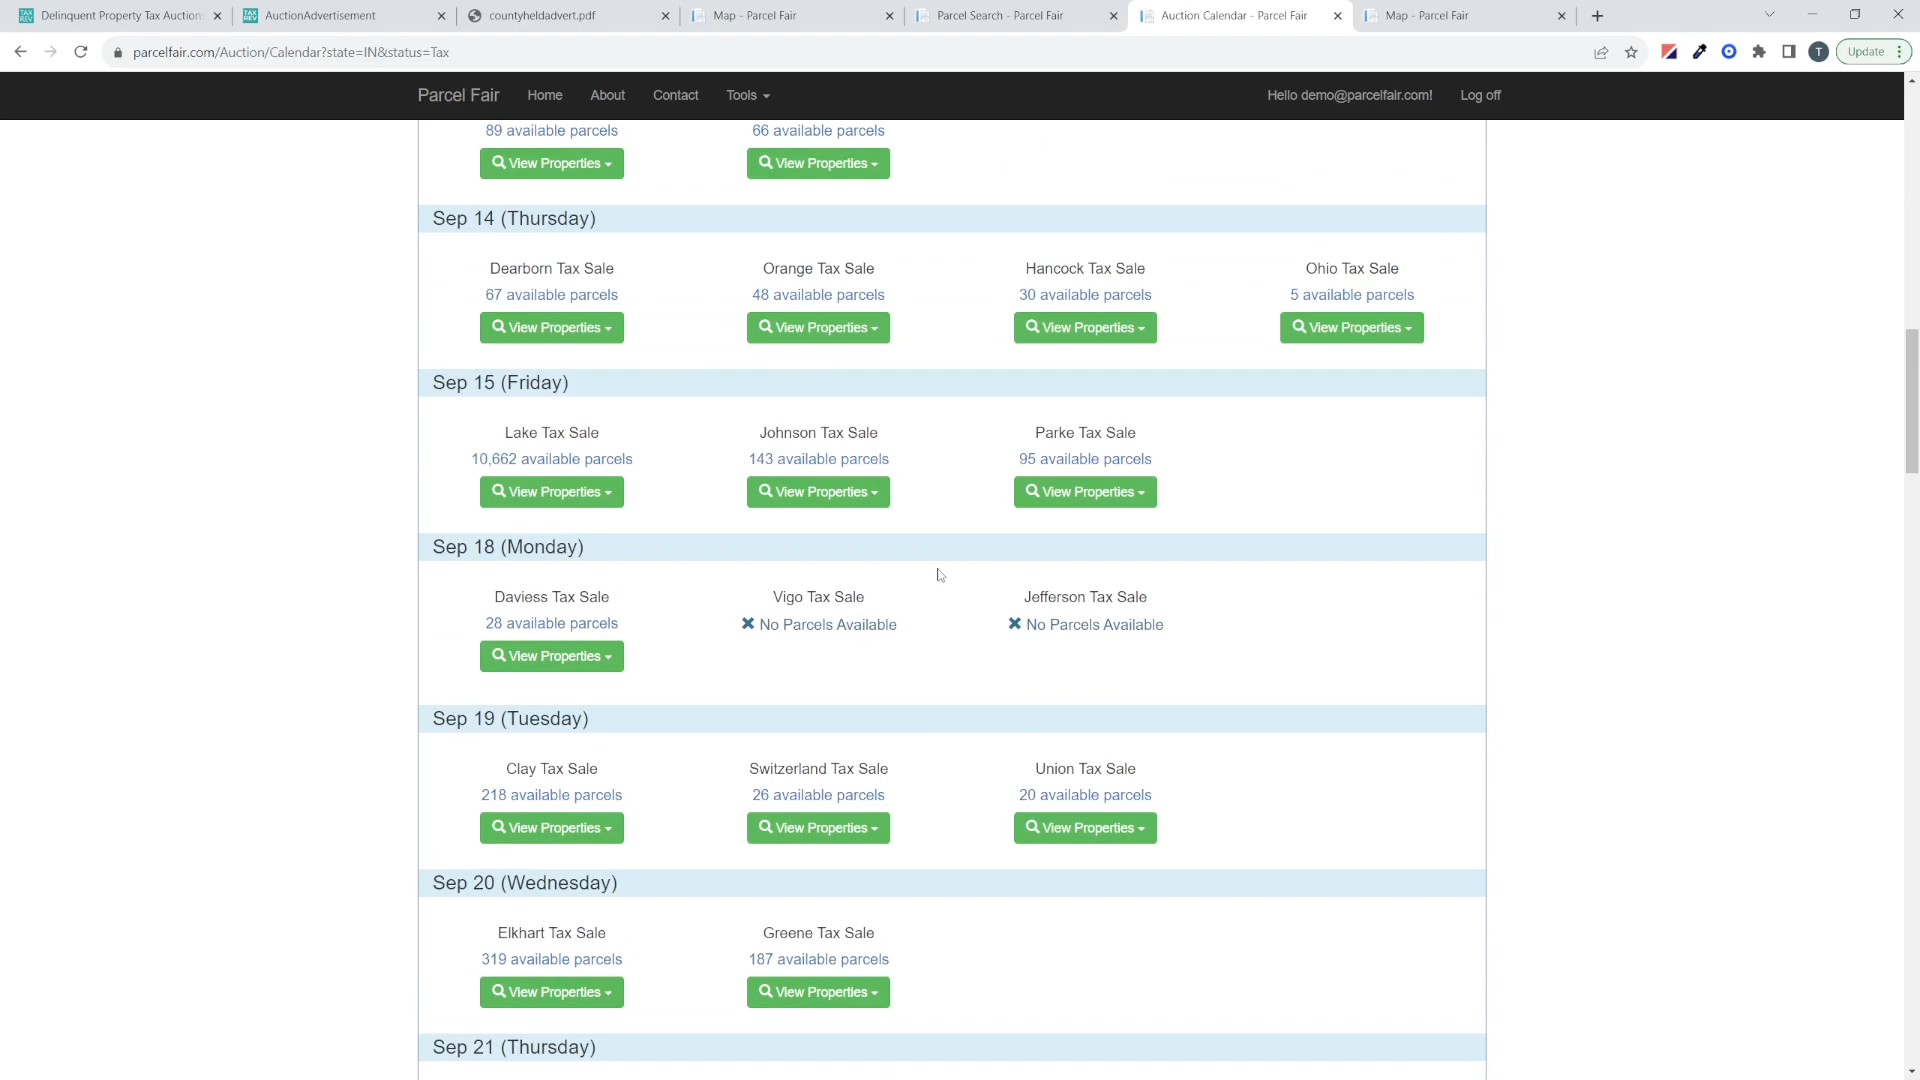 Delinquent Property Tax Auction
AuctionAdvertisement
countyheldadvert.pdf
Map - Parcel Fair
Parcel Search - Parcel Fair
Auction Calendar - Parcel Fair
Map - Parcel Fair
parcelfair.com/Auction/Calendar?state=IN&status=Tax
T
Update
Parcel Fair
Home
About
Contact
Tools
Hello demo@parcelfair.com!
Log off
89 available parcels
66 available parcels
View Properties
View Properties
Sep 14 (Thursday)
Dearborn Tax Sale
Orange Tax Sale
Hancock Tax Sale
Ohio Tax Sale
67 available parcels
48 available parcels
30 available parcels
5 available parcels
View Properties
View Properties
View Properties
View Properties
Sep 15 (Friday)
Lake Tax Sale
Johnson Tax Sale
Parke Tax Sale
10,662 available parcels
143 available parcels
95 available parcels
View Properties
View Properties
View Properties
Sep 18 (Monday)
Daviess Tax Sale
Vigo Tax Sale
Jefferson Tax Sale
28 available parcels
No Parcels Available
No Parcels Available
View Properties
Sep 19 (Tuesday)
Clay Tax Sale
Switzerland Tax Sale
Union Tax Sale
218 available parcels
26 available parcels
20 available parcels
View Properties
View Properties
View Properties
Sep 20 (Wednesday)
Elkhart Tax Sale
Greene Tax Sale
319 available parcels
187 available parcels
View Properties
View Properties
Sep 21 (Thursday)